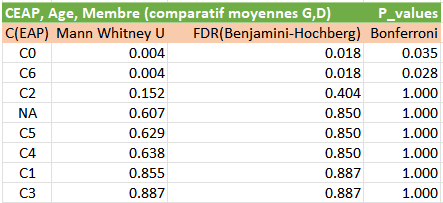 CEAP, Age, Membre (comparatif moyennes G,D) P_values
C(EAP) Mann Whitney U FDR(Benjamini-Hochberg) Bonferroni
C0 0.004 0.018 0.035
C6 0.004 0.018 0.028
C2 0.152 0.404 1.000
NA 0.607 0.850 1.000
C5 0.629 0.850 1.000
C4 0.638 0.850 1.000
C1 0.855 0.887 1.000
C3 0.887 0.887 1.000